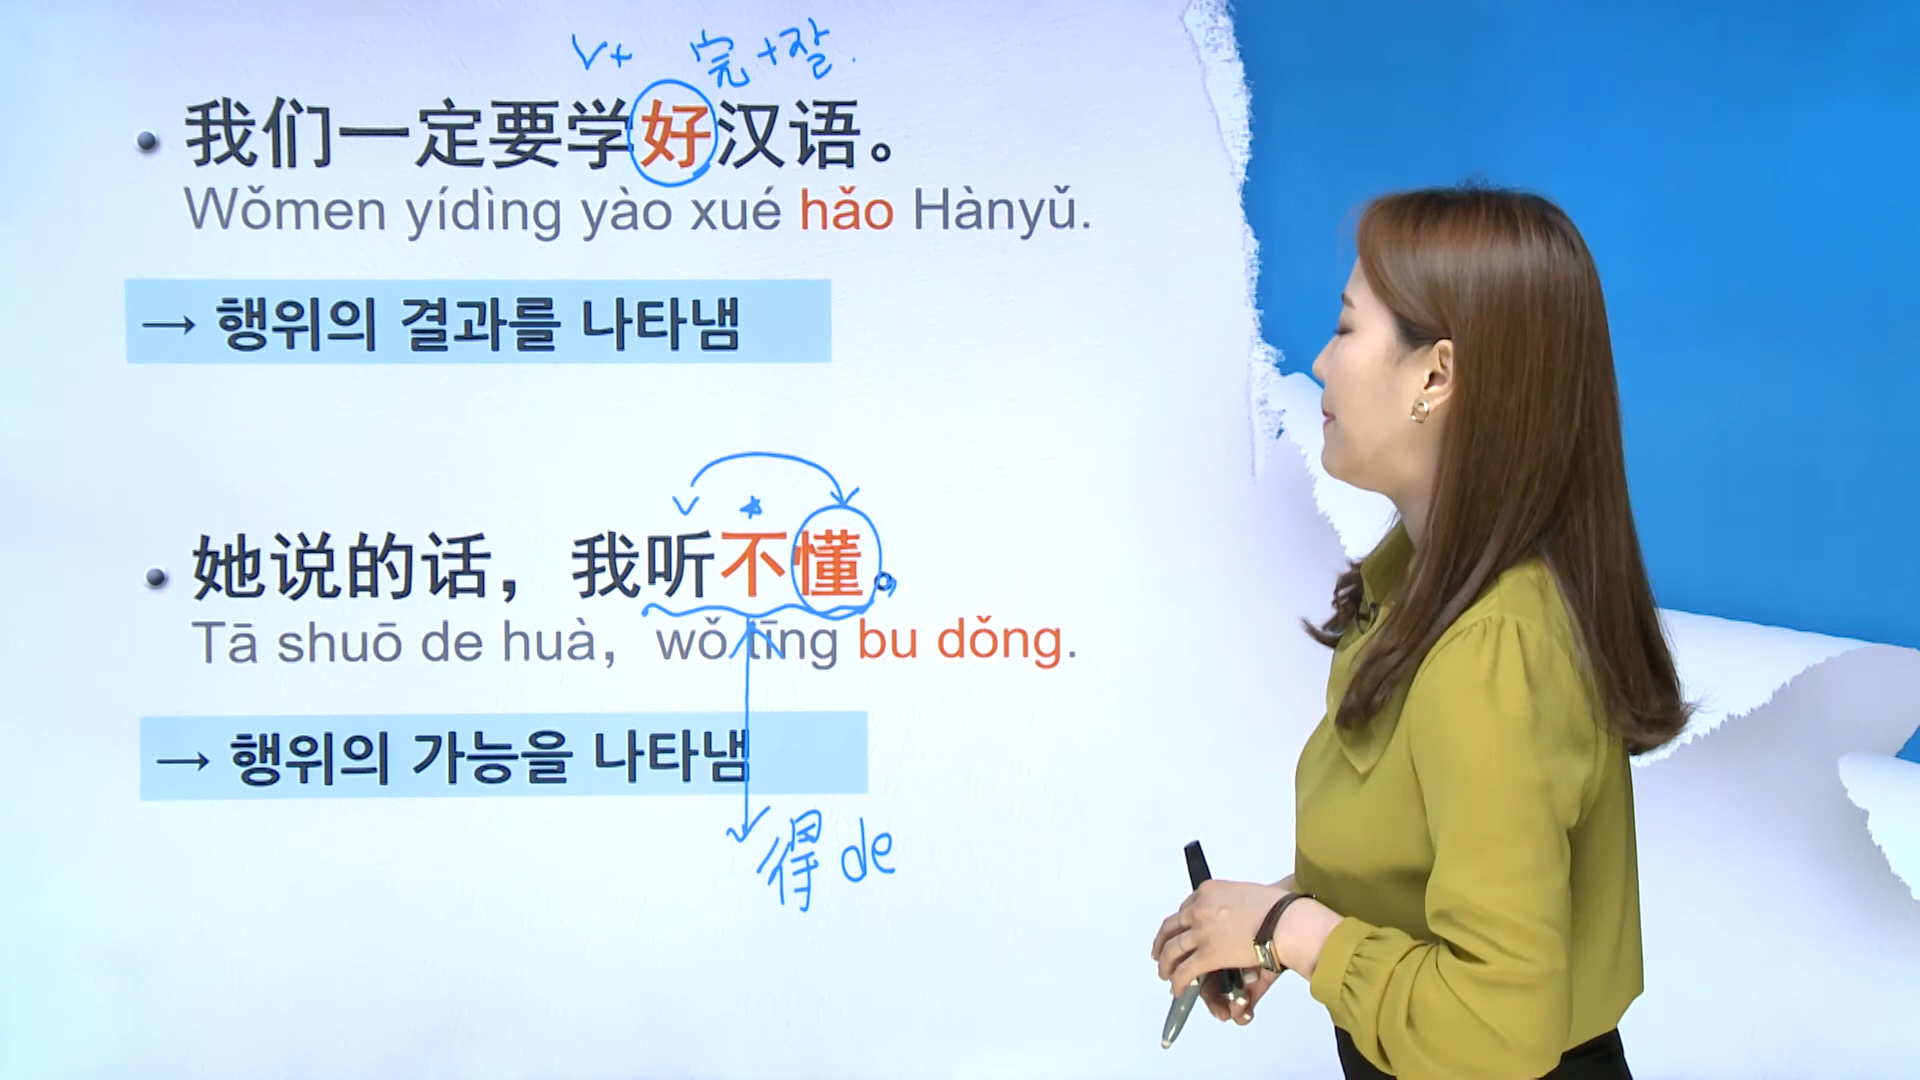 V+ 完+잘.
我们一定要学好汉语。
Wǒmen yídìng yào xué hǎo Hànyǔ.
→ 행위의 결과를 나타냄
她说的话，我听不懂。
Tā shuō de huà，wǒ tīng bu dǒng.
→ 행위의 가능을 나타냄
得 de